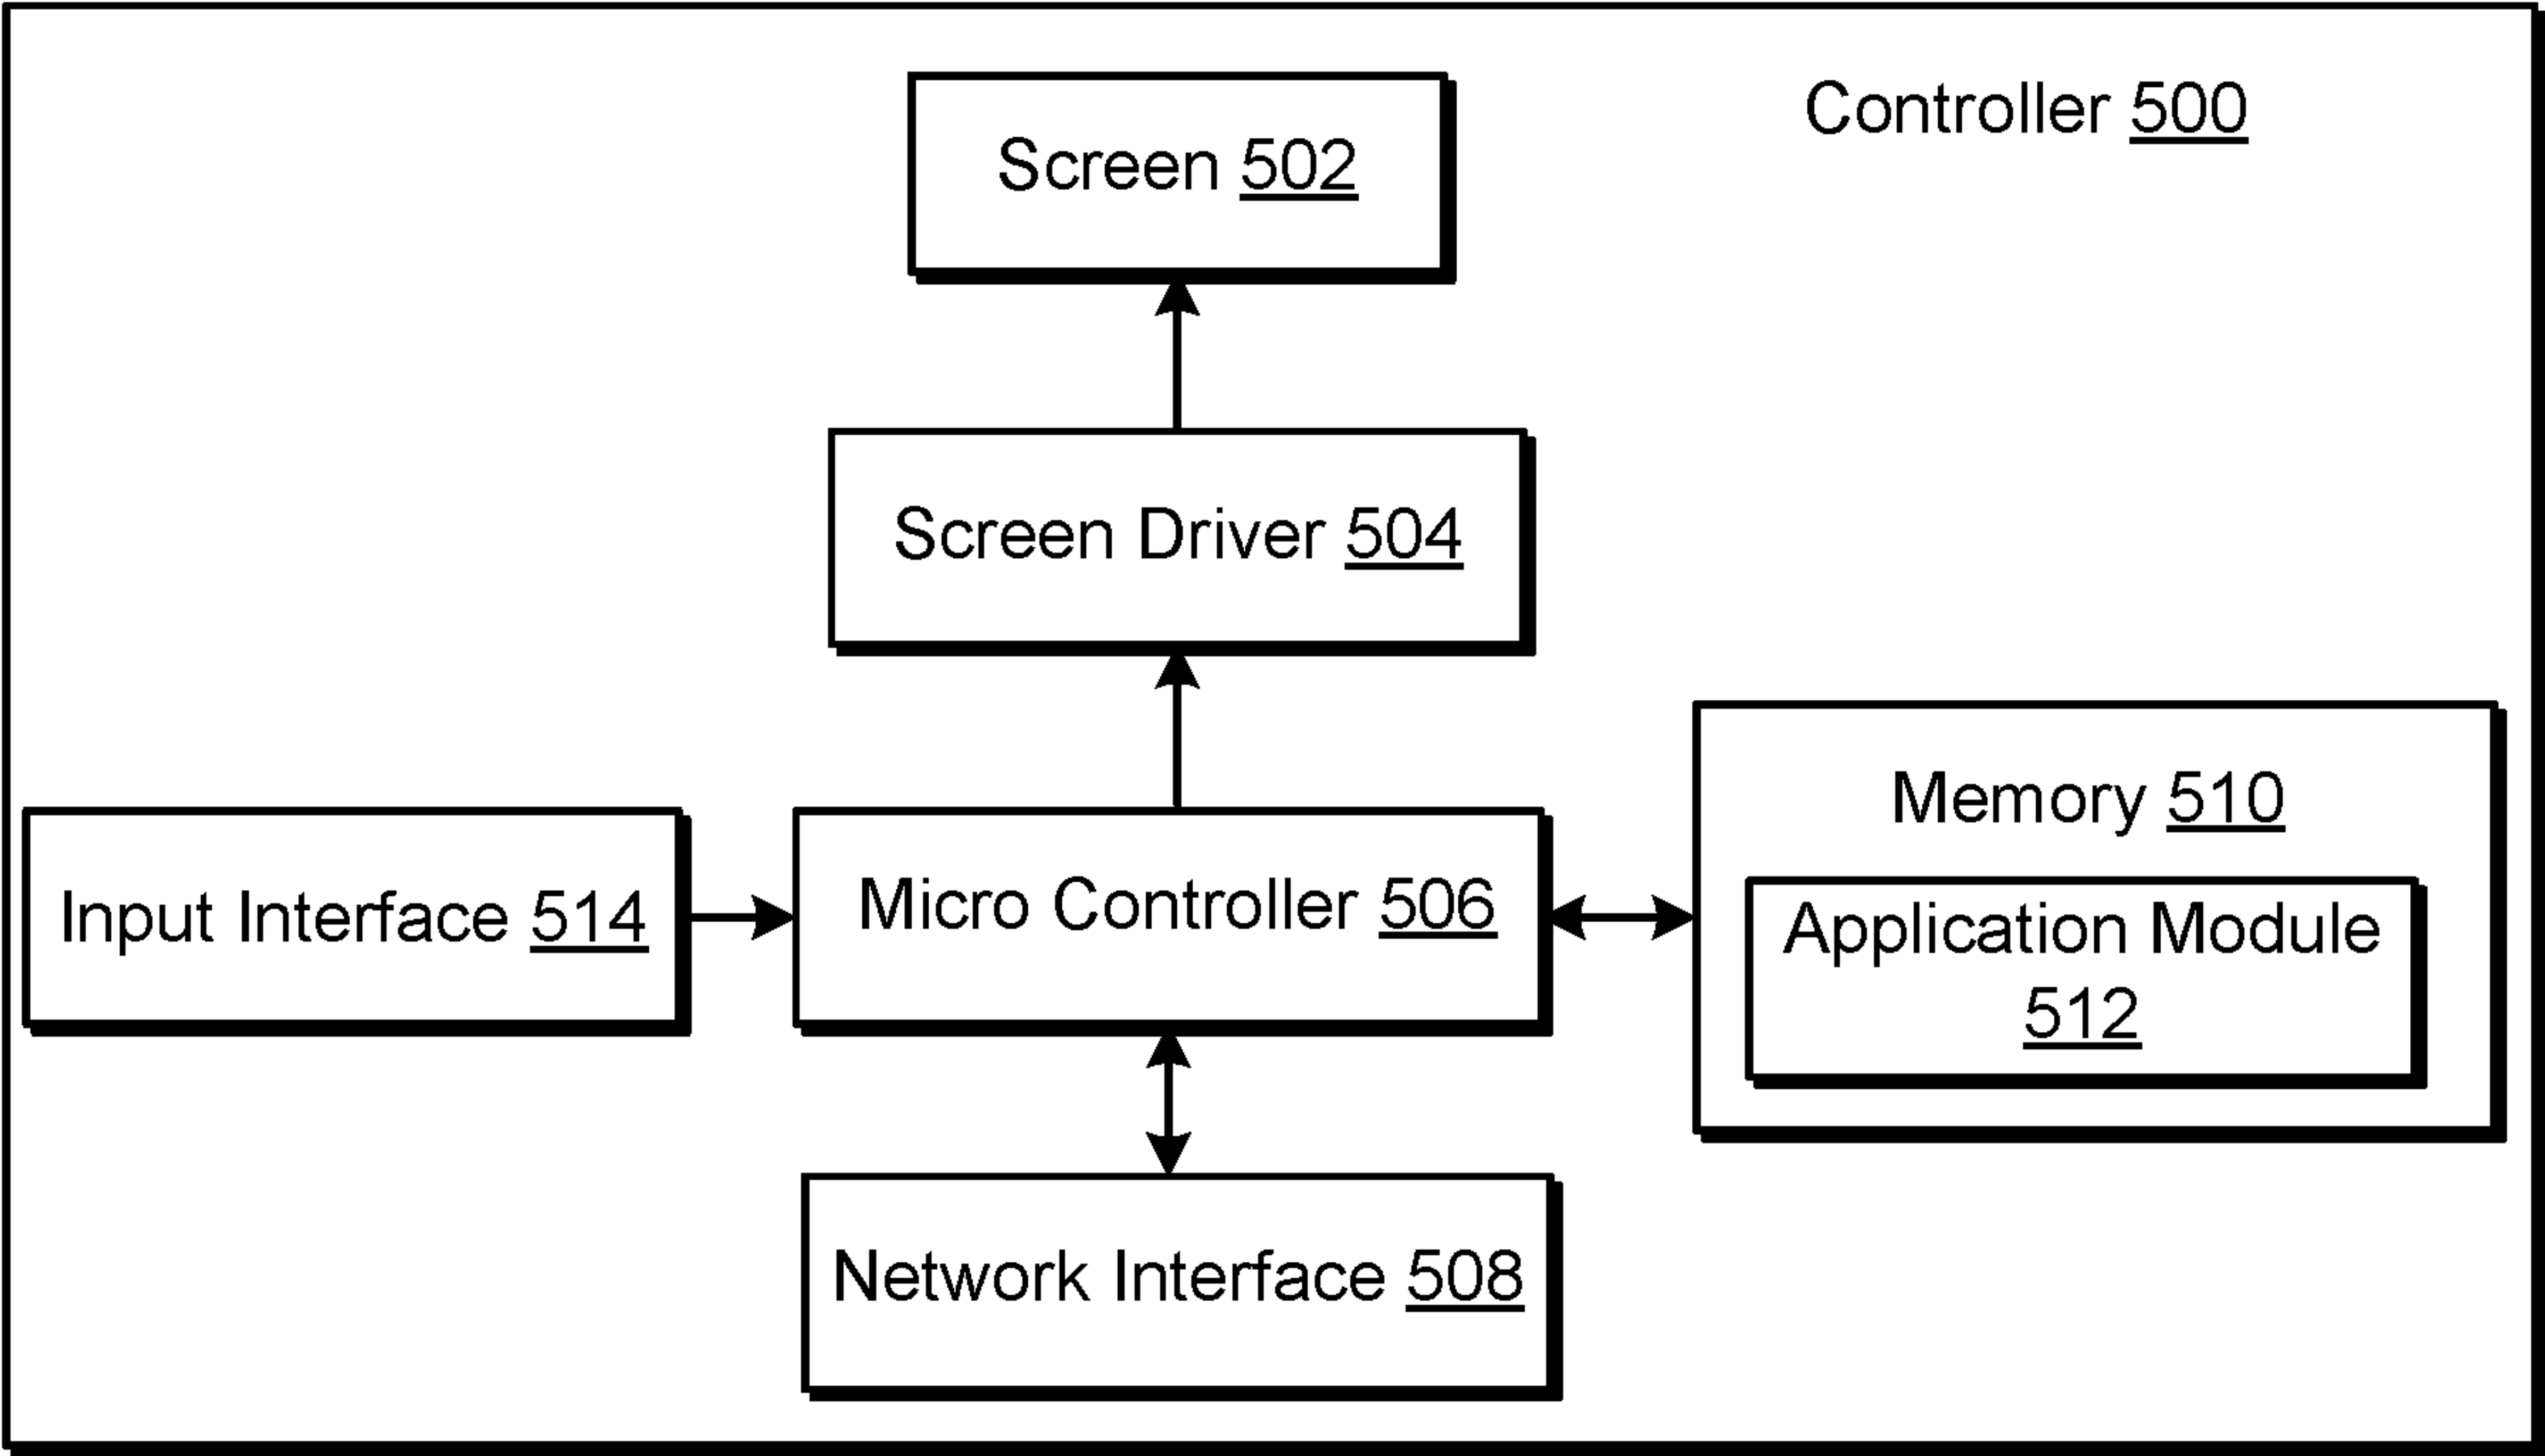 Controller 500
Screen 502
Screen Driver 504
Memory 510
Input Interface 514
Micro Controller 506
Application Module
512
Network Interface 508